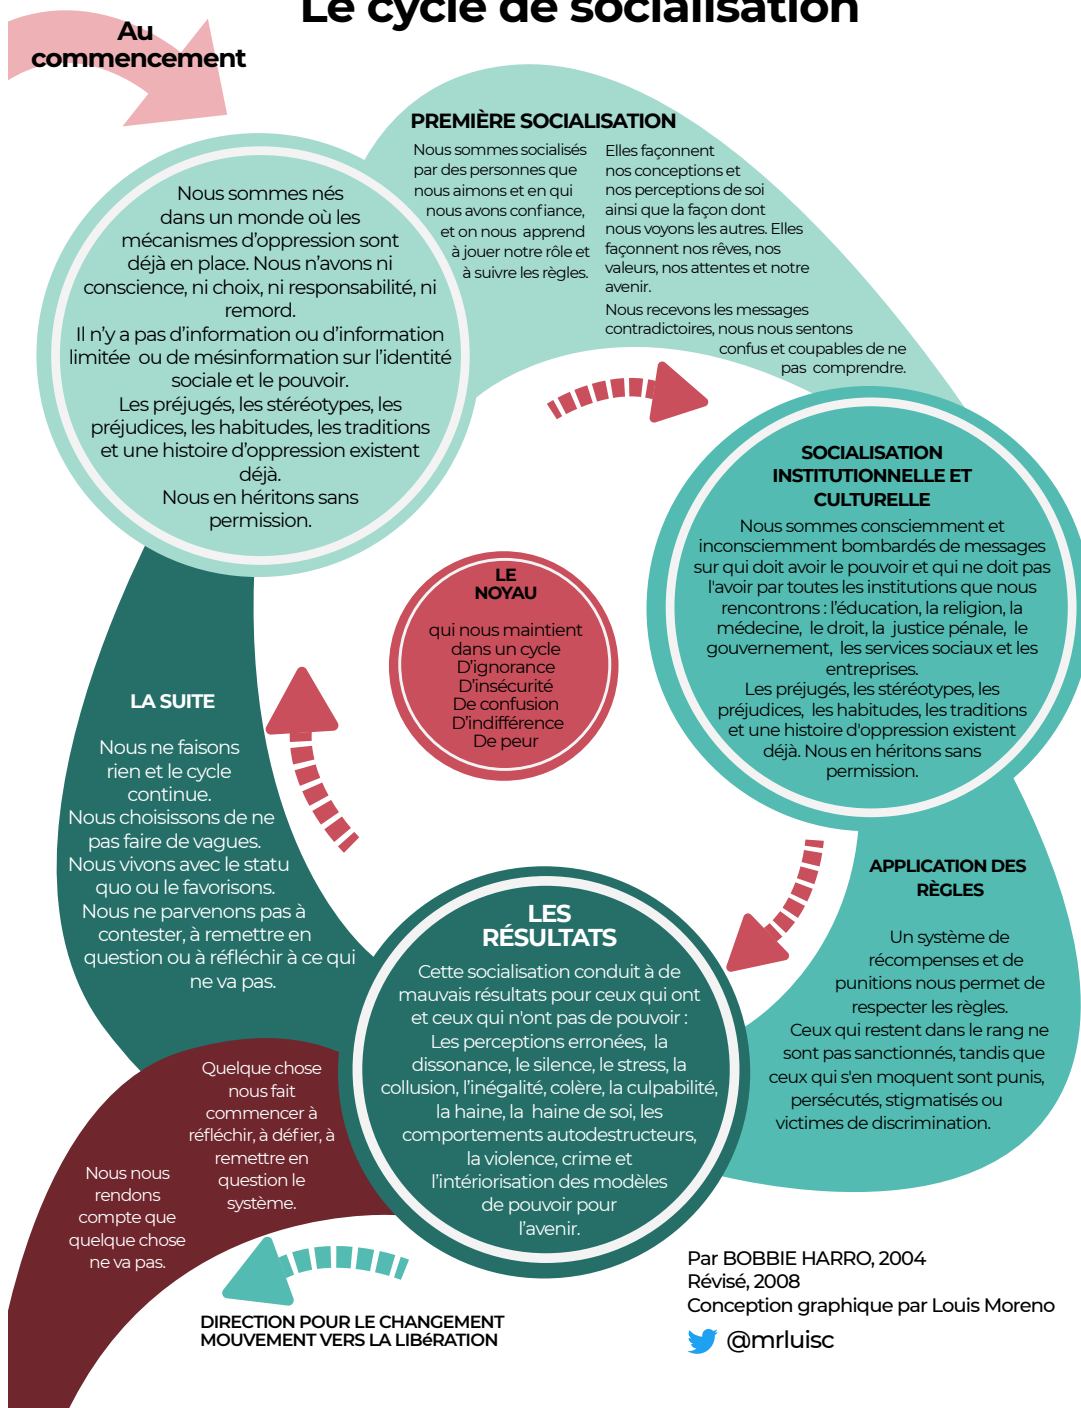 Le cycle de socialisation
Au
commencement
Nous sommes nés
dans un monde où les
mécanismes d'oppression sont
déjà en place. Nous n'avons ni
conscience, ni choix, ni responsabilité, ni
remord.
Il n'y a pas d'information ou d'information
limitée ou de mésinformation sur l'identité
sociale et le pouvoir.
Les préjugés, les stéréotypes, les
préjudices, les habitudes, les traditions
et une histoire d'oppression existent
déjà.
Nous en héritons sans
permission.
PREMIÈRE SOCIALISATION
Nous sommes socialisés
par des personnes que
nous aimons et en qui
nous avons confiance,
et on nous apprend
à jouer notre rôle et
à suivre les règles.
Elles façonnent
nos conceptions et
nos perceptions de soi
ainsi que la façon dont
nous voyons les autres. Elles
façonnent nos rêves, nos
valeurs, nos attentes et notre
avenir.
Nous recevons les messages
contradictoires, nous nous sentons
confus et coupables de ne
pas comprendre.
SOCIALISATION
INSTITUTIONNELLE ET
CULTURELLE
Nous sommes consciemment et
inconsciemment bombardés de messages
sur qui doit avoir le pouvoir et qui ne doit pas
l'avoir par toutes les institutions que nous
rencontrons : l'éducation, la religion, la
médecine, le droit, la justice pénale, le
gouvernement, les services sociaux et les
entreprises.
Les préjugés, les stéréotypes, les
préjudices, les habitudes, les traditions
et une histoire d'oppression existent
déjà. Nous en héritons sans
permission.
LE
NOYAU
qui nous maintient
dans un cycle
D'ignorance
D'insécurité
De confusion
D'indifférence
De peur
APPLICATION DES
RÈGLES
Un système de
récompenses et de
punitions nous permet de
respecter les règles.
Ceux qui restent dans le rang ne
sont pas sanctionnés, tandis que
ceux qui s'en moquent sont punis,
persécutés, stigmatisés ou
victimes de discrimination.
LES
RÉSULTATS
Cette socialisation conduit à de
mauvais résultats pour ceux qui ont
et ceux qui n'ont pas de pouvoir :
Les perceptions erronées, la
dissonance, le silence, le stress, la
collusion, l'inégalité, colère, la culpabilité,
la haine, la haine de soi, les
comportements autodestructeurs,
la violence, crime et
l'intériorisation des modèles
de pouvoir pour
l'avenir.
LA SUITE
Nous ne faisons
rien et le cycle
continue.
Nous choisissons de ne
pas faire de vagues.
Nous vivons avec le statu
quo ou le favorisons.
Nous ne parvenons pas à
contester, à remettre en
question ou à réfléchir à ce qui
ne va pas.
Quelque chose
nous fait
commencer à
réfléchir, à défier, à
remettre en
question le
système.
Nous nous
rendons
compte que
quelque chose
ne va pas.
DIRECTION POUR LE CHANGEMENT
MOUVEMENT VERS LA LIBéRATION
Par BOBBIE HARRO, 2004
Révisé, 2008
Conception graphique par Louis Moreno
@mrluisc